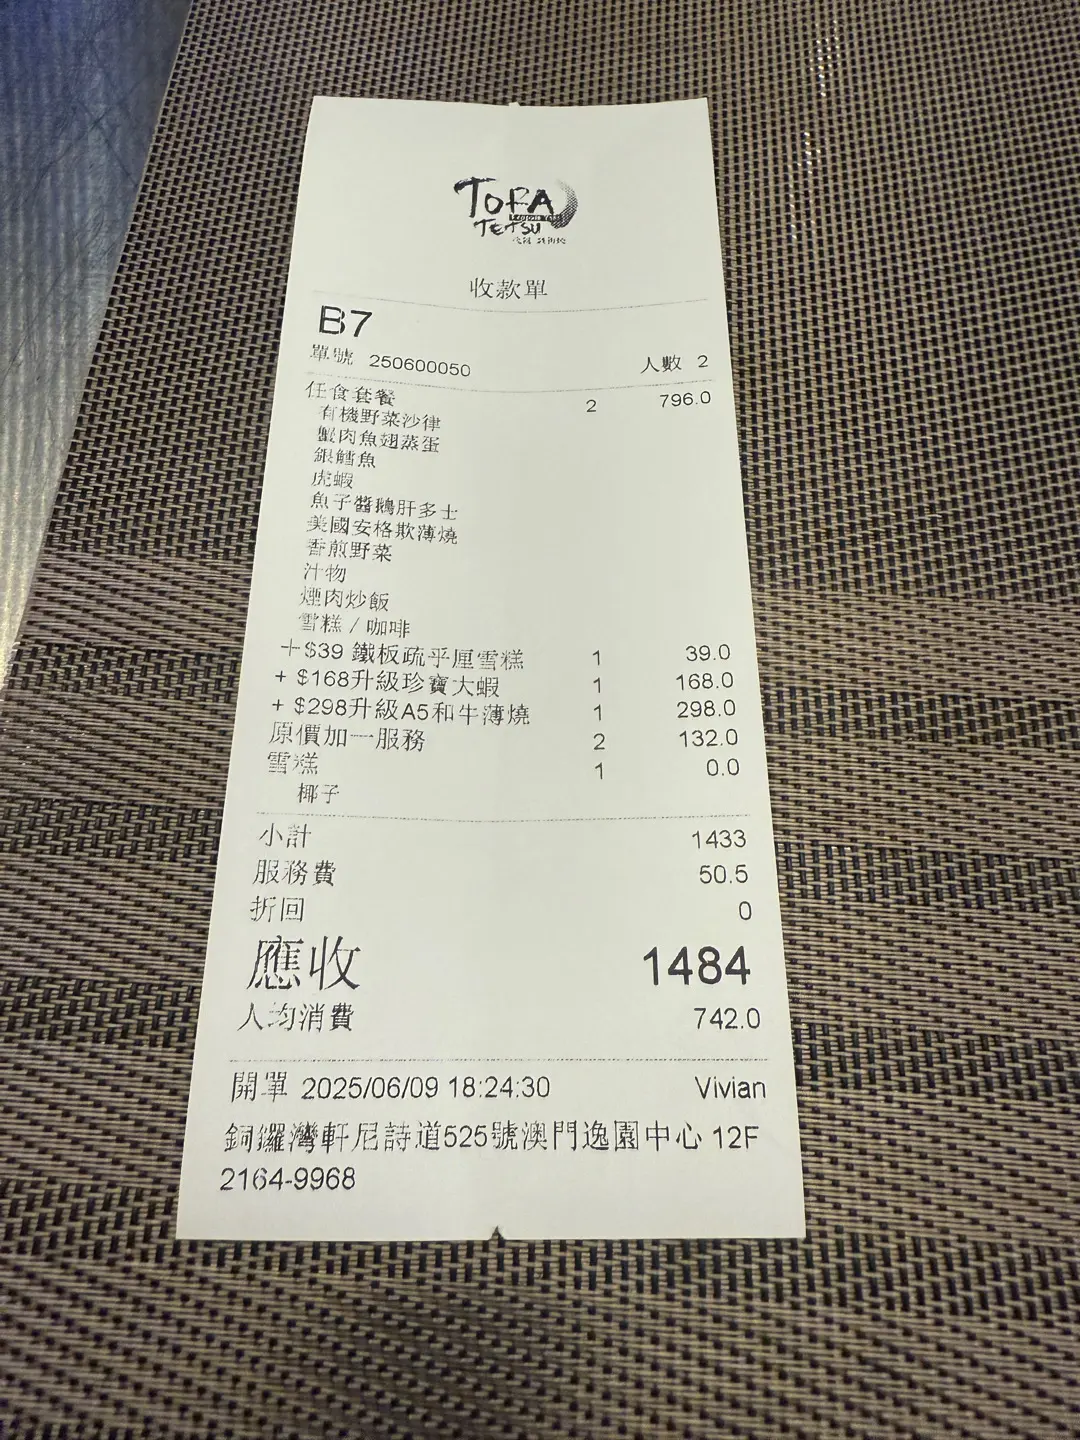 TORA
TETSU
收款單
B7
單號 250600050 人數 2
任食套餐 2 796.0
有機野菜沙律
蟹肉魚翅蒸蛋
銀鱈魚
虎蝦
魚子醬鵝肝多士
美國安格斯薄燒
香煎野菜
汁物
煙肉炒飯
雪糕 / 咖啡
+$39 鐵板疏乎厘雪糕 1 39.0
+ $168升級珍寶大蝦 1 168.0
+ $298升級A5和牛薄燒 1 298.0
原價加一服務 2 132.0
雪糕 1 0.0
椰子
小計 1433
服務費 50.5
折回 0
應收 1484
人均消費 742.0
開單 2025/06/09 18:24:30 Vivian
銅鑼灣軒尼詩道525號澳門逸園中心 12F
2164-9968